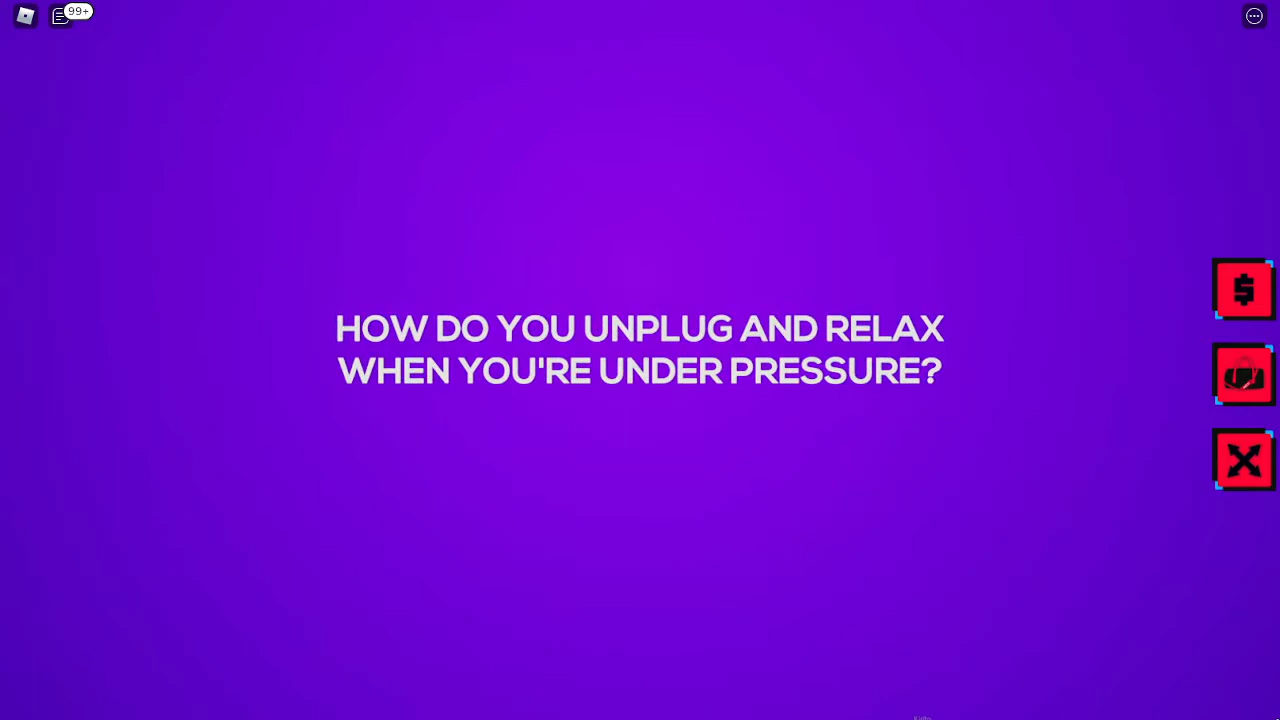 99+
HOW DO YOU UNPLUG AND RELAX
WHEN YOU'RE UNDER PRESSURE?
$